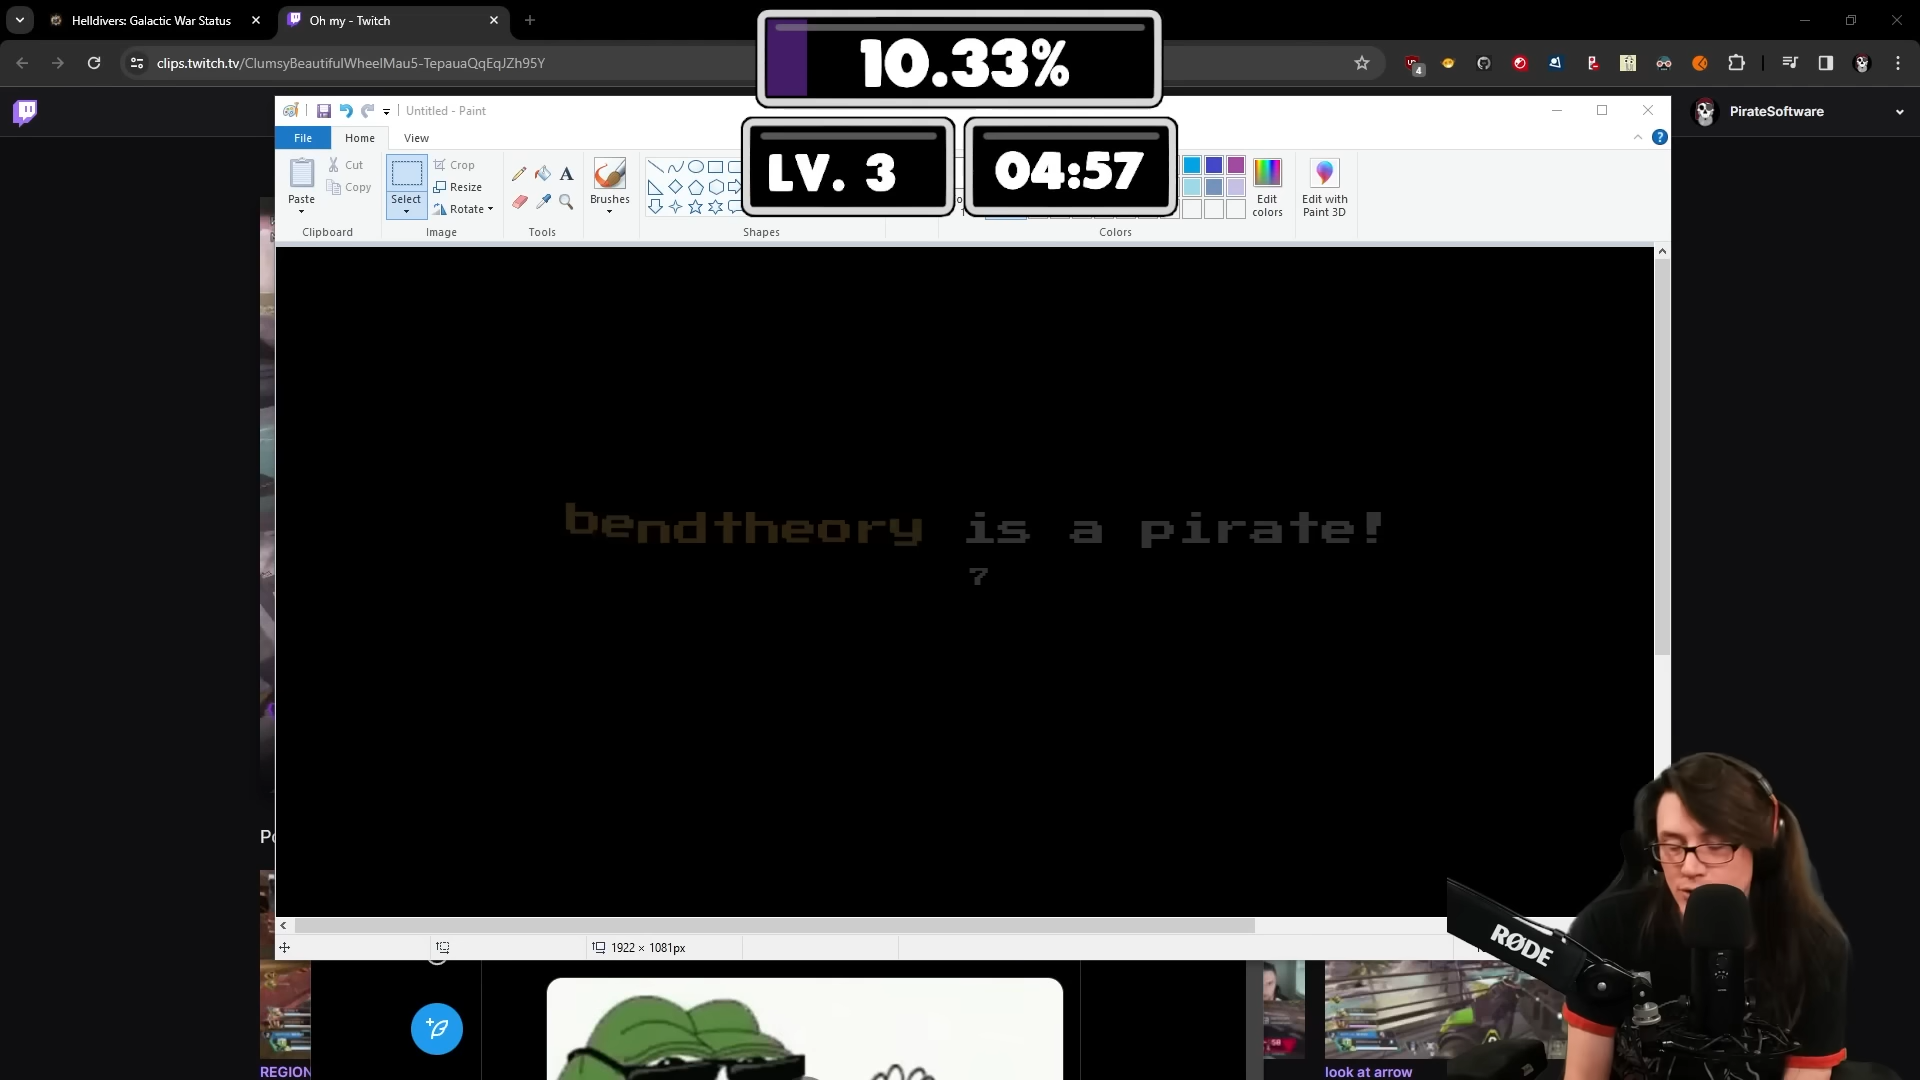 Helldivers: Galactic War Status
Oh my - Twitch
clips.twitch.tv/ClumsyBeautifulWheelMau5-TepauaQqEqJZh95Y
4
10.33%
LV. 3
04:57
PirateSoftware
Untitled - Paint
File
Home
View
Paste
Cut
Copy
Select
Crop
Resize
Rotate
A
Brushes
Edit
colors
Edit with
Paint 3D
Clipboard
Image
Tools
Shapes
Colors
bendtheory is a pirate!
7
1922 × 1081px
RØDE
REGION
look at arrow